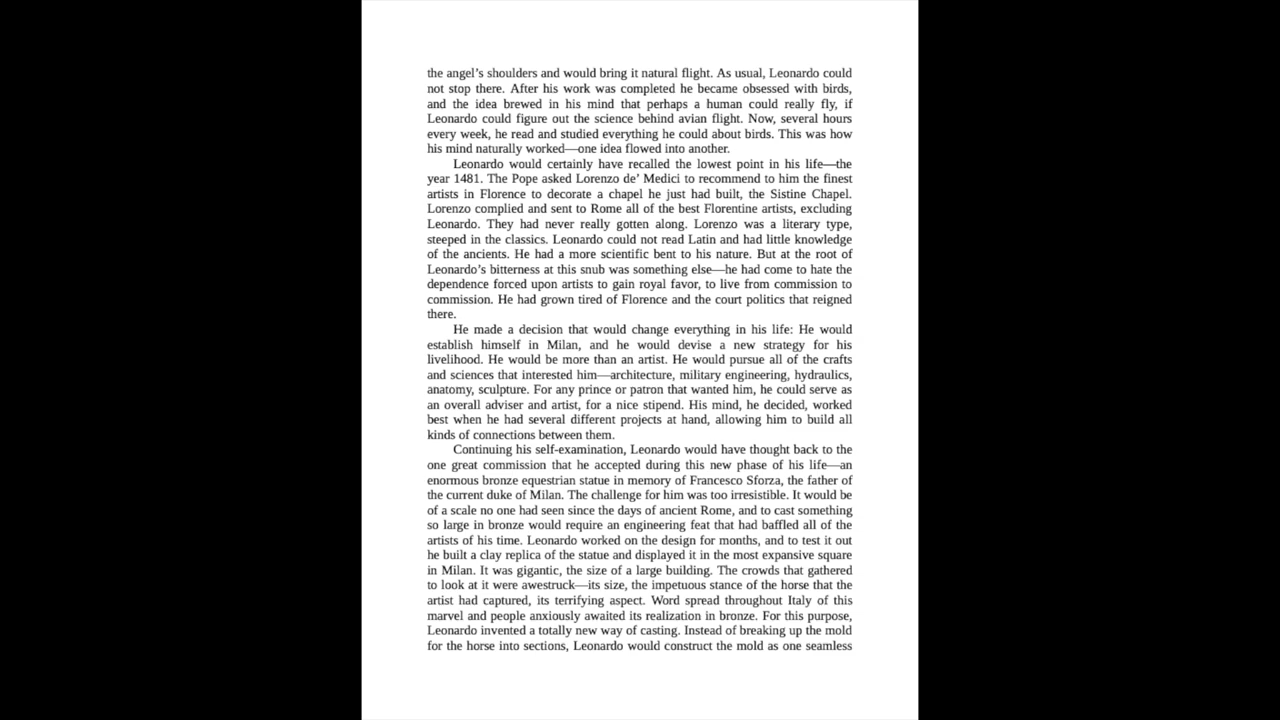 the angel’s shoulders and would bring it natural flight. As usual, Leonardo could
not stop there. After his work was completed he became obsessed with birds,
and the idea brewed in his mind that perhaps a human could really fly, if
Leonardo could figure out the science behind avian flight. Now, several hours
every week, he read and studied everything he could about birds. This was how
his mind naturally worked—one idea flowed into another.
Leonardo would certainly have recalled the lowest point in his life—the
year 1481. The Pope asked Lorenzo de’ Medici to recommend to him the finest
artists in Florence to decorate a chapel he just had built, the Sistine Chapel.
Lorenzo complied and sent to Rome all of the best Florentine artists, excluding
Leonardo. They had never really gotten along. Lorenzo was a literary type,
steeped in the classics. Leonardo could not read Latin and had little knowledge
of the ancients. He had a more scientific bent to his nature. But at the root of
Leonardo’s bitterness at this snub was something else—he had come to hate the
dependence forced upon artists to gain royal favor, to live from commission to
commission. He had grown tired of Florence and the court politics that reigned
there.
He made a decision that would change everything in his life: He would
establish himself in Milan, and he would devise a new strategy for his
livelihood. He would be more than an artist. He would pursue all of the crafts
and sciences that interested him—architecture, military engineering, hydraulics,
anatomy, sculpture. For any prince or patron that wanted him, he could serve as
an overall adviser and artist, for a nice stipend. His mind, he decided, worked
best when he had several different projects at hand, allowing him to build all
kinds of connections between them.
Continuing his self-examination, Leonardo would have thought back to the
one great commission that he accepted during this new phase of his life—an
enormous bronze equestrian statue in memory of Francesco Sforza, the father of
the current duke of Milan. The challenge for him was too irresistible. It would be
of a scale no one had seen since the days of ancient Rome, and to cast something
so large in bronze would require an engineering feat that had baffled all of the
artists of his time. Leonardo worked on the design for months, and to test it out
he built a clay replica of the statue and displayed it in the most expansive square
in Milan. It was gigantic, the size of a large building. The crowds that gathered
to look at it were awestruck—its size, the impetuous stance of the horse that the
artist had captured, its terrifying aspect. Word spread throughout Italy of this
marvel and people anxiously awaited its realization in bronze. For this purpose,
Leonardo invented a totally new way of casting. Instead of breaking up the mold
for the horse into sections, Leonardo would construct the mold as one seamless